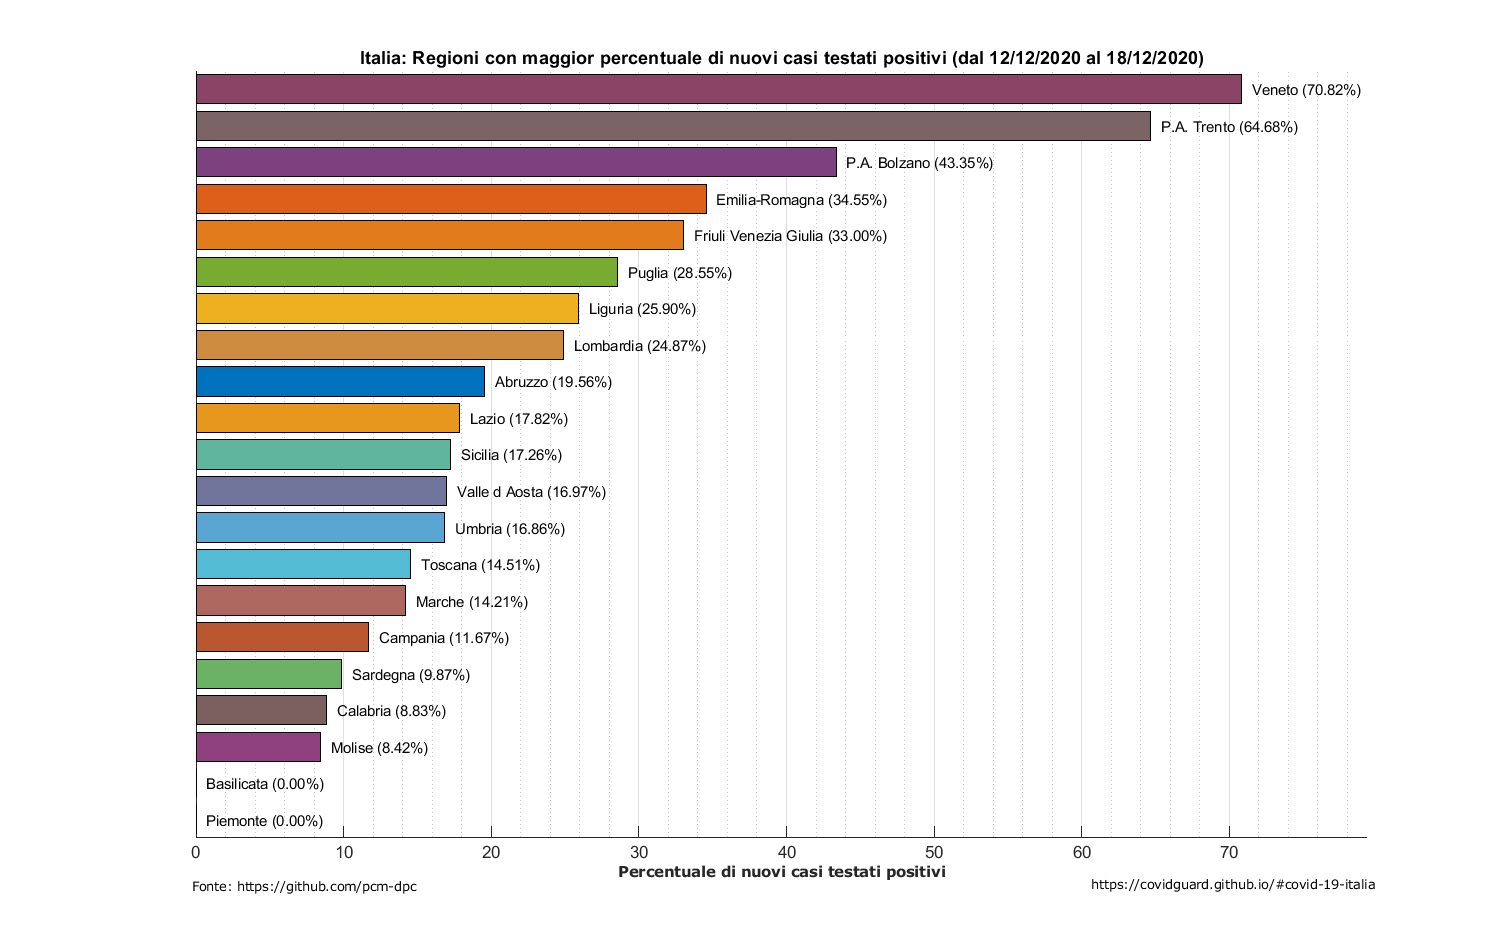 Italia: Regioni con maggior percentuale di nuovi casi testati positivi (dal 12/12/2020 al 18/12/2020)
Veneto (70.82%)
P.A. Trento (64.68%)
P.A. Bolzano (43.35%)
Emilia-Romagna (34.55%)
Friuli Venezia Giulia (33.00%)
Puglia (28.55%)
Liguria (25.90%)
Lombardia (24.87%)
Abruzzo (19.56%)
Lazio (17.82%)
Sicilia (17.26%)
Valle d Aosta (16.97%)
Umbria (16.86%)
Toscana (14.51%)
Marche (14.21%)
Campania (11.67%)
Sardegna (9.87%)
Calabria (8.83%)
Molise (8.42%)
Basilicata (0.00%)
Piemonte (0.00%)
0 10 20 30 40 50 60 70
Percentuale di nuovi casi testati positivi
Fonte: https://github.com/pcm-dpc
https://covidguard.github.io/#covid-19-italia